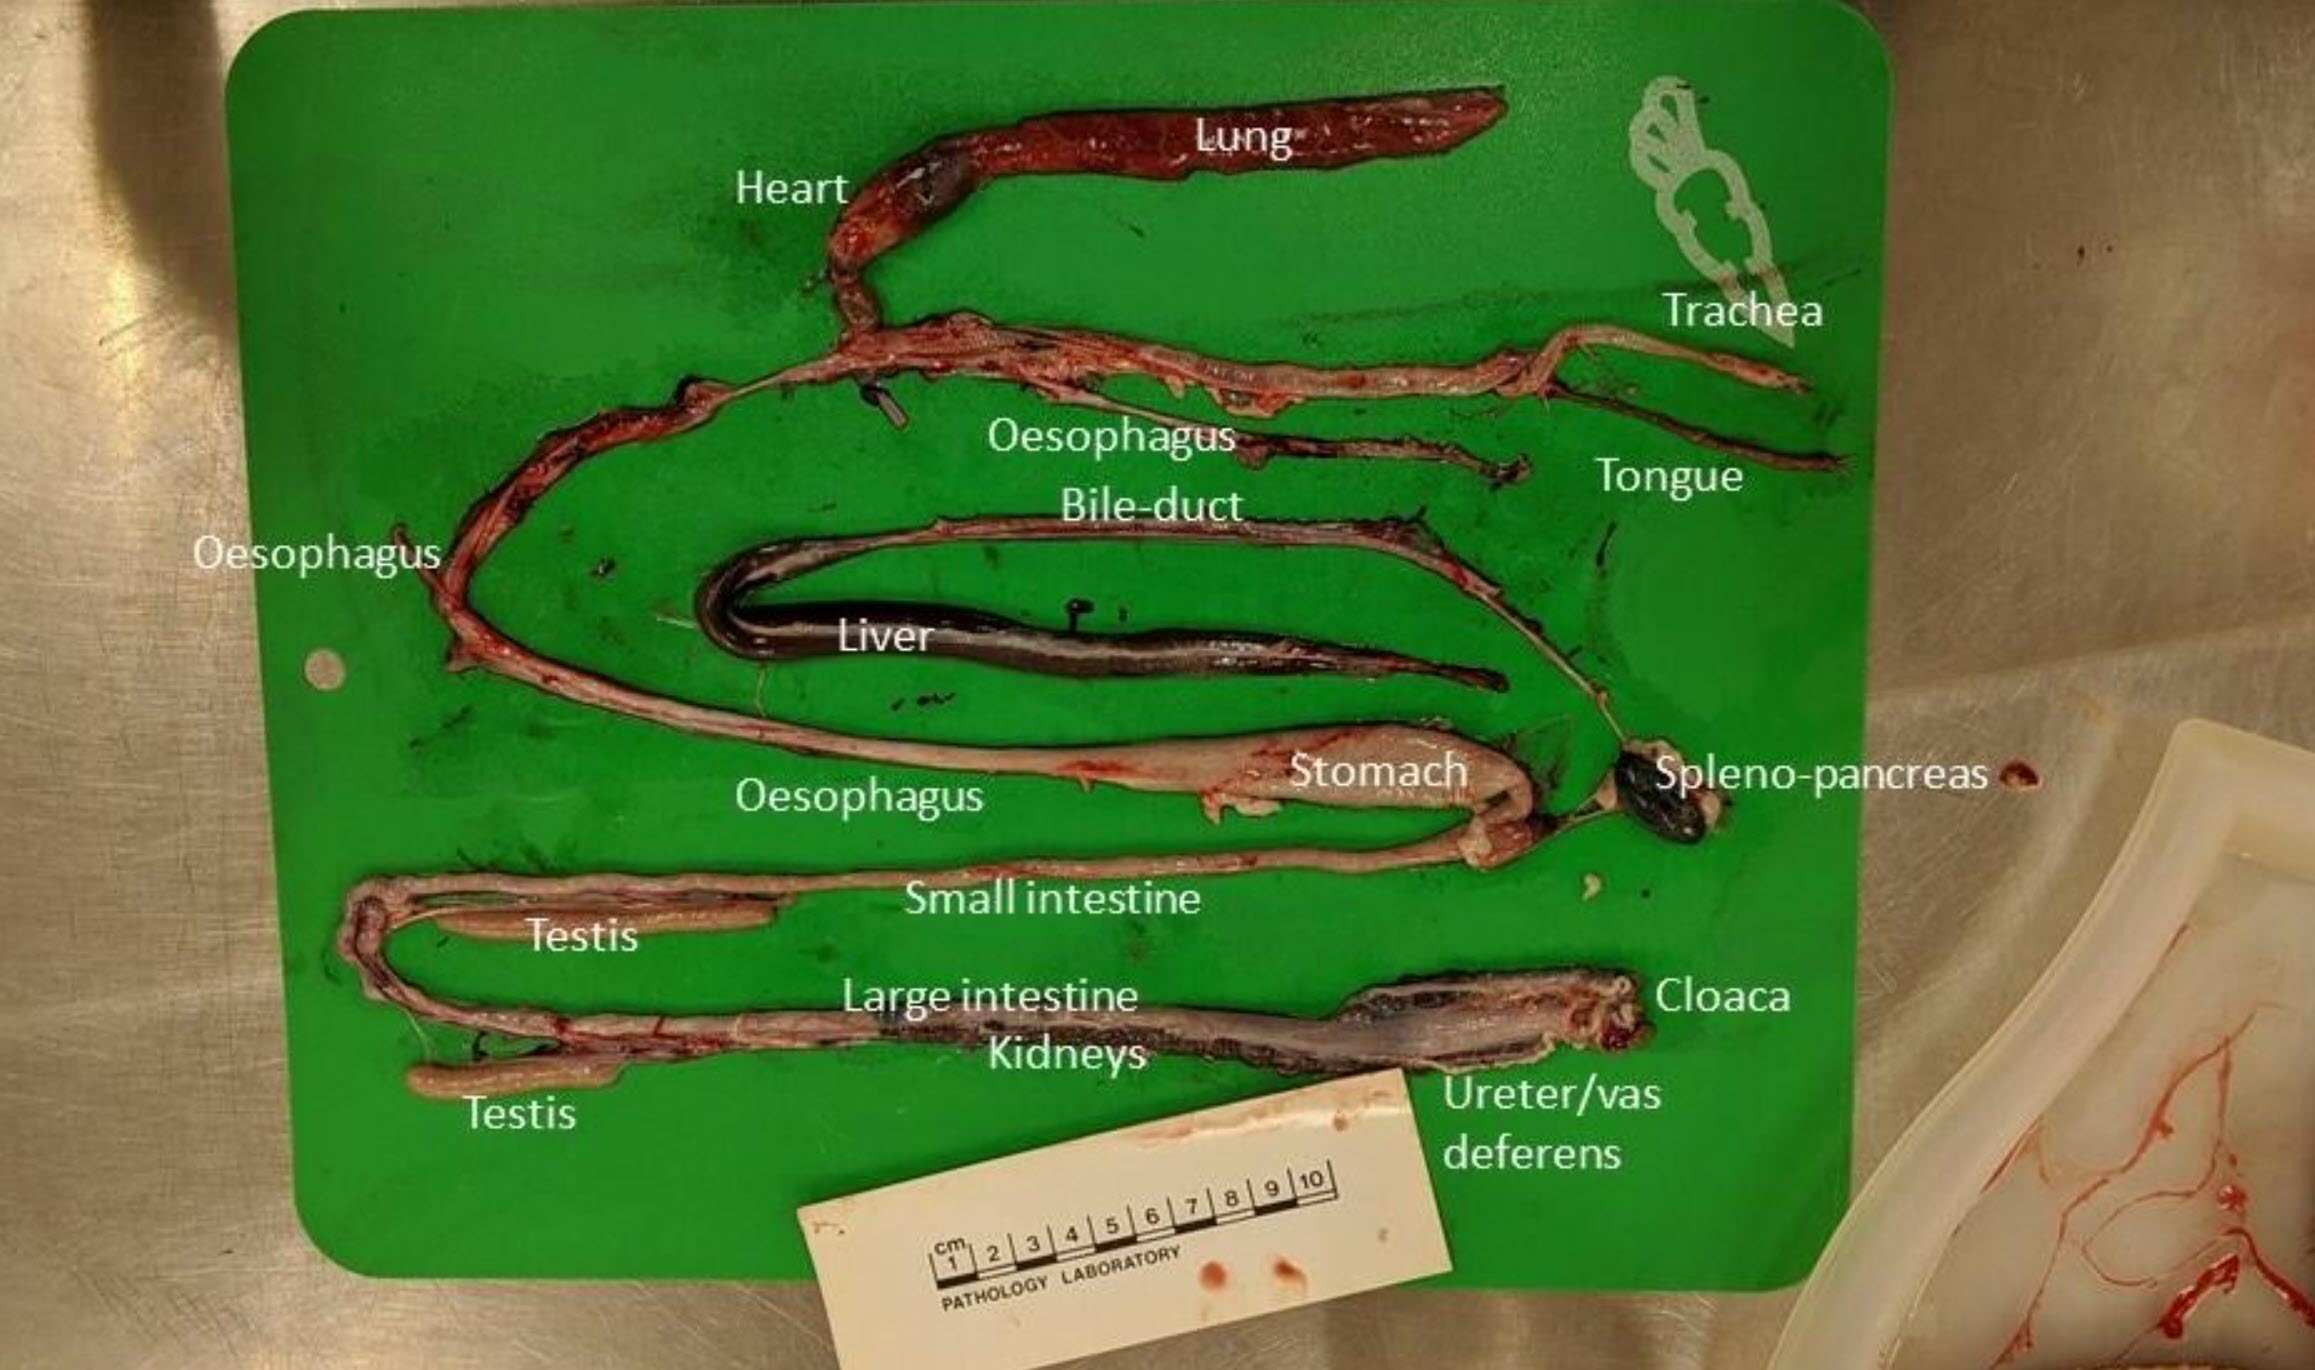 Lung
Heart
Trachea
Oesophagus
Tongue
Bile-duct
Oesophagus
Liver
Stomach
Spleno-pancreas
Oesophagus
Small intestine
Testis
Large intestine
Cloaca
Kidneys
Ureter/vas
deferens
Testis
cm
1 2 3 4 5 6 7 8 9 10
PATHOLOGY LABORATORY